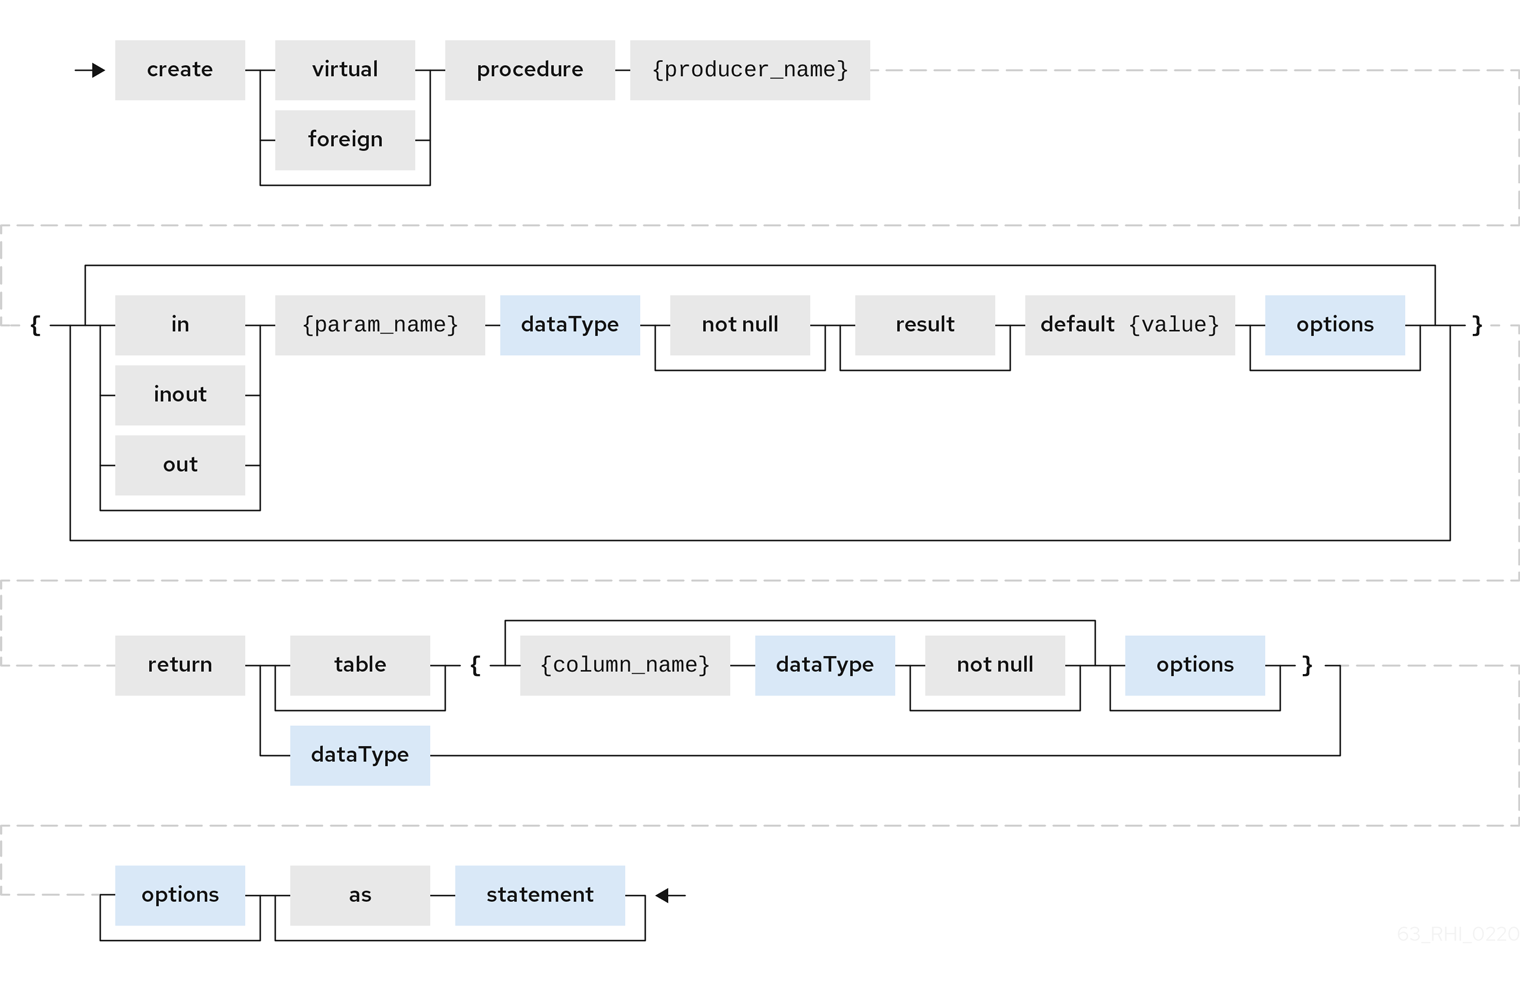 create virtual procedure {producer_name}
foreign
{ in {param_name} dataType not null result default {value} options }
inout
out
return table { {column_name} dataType not null options }
dataType
options as statement
63_RHI_0220